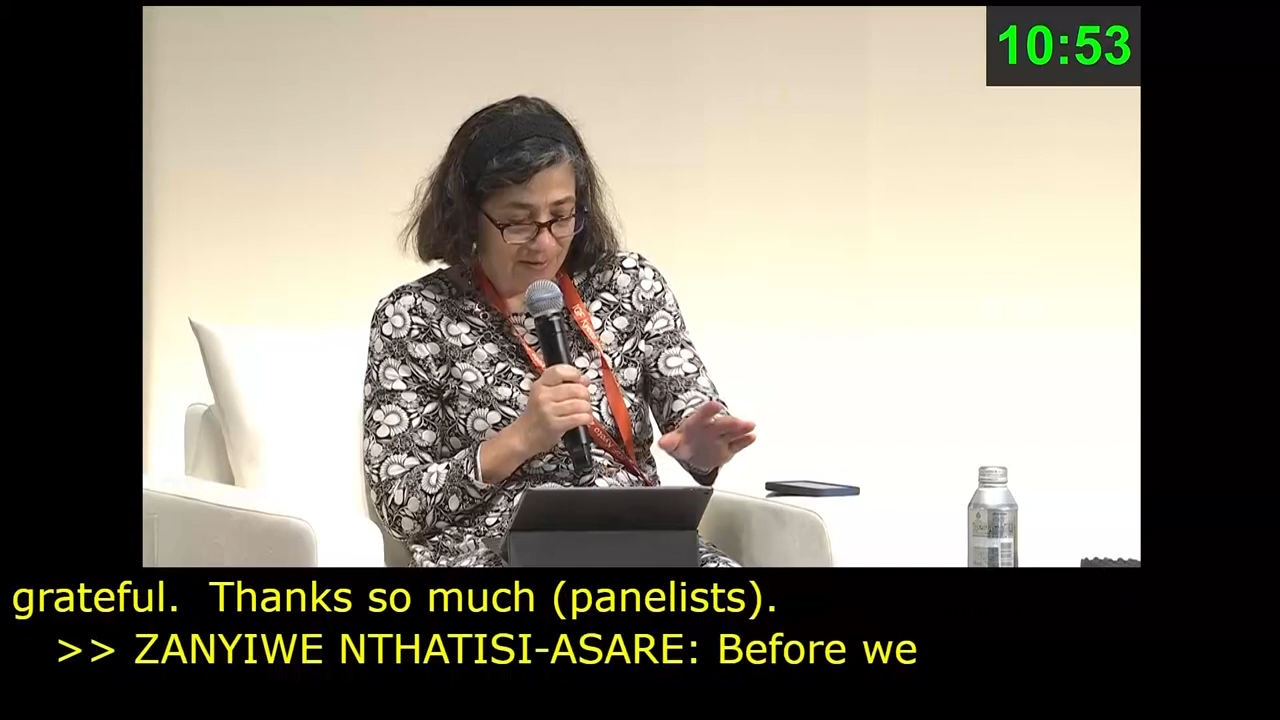 10:53
grateful.  Thanks so much (panelists).
>> ZANYIWE NTHATISI-ASARE: Before we